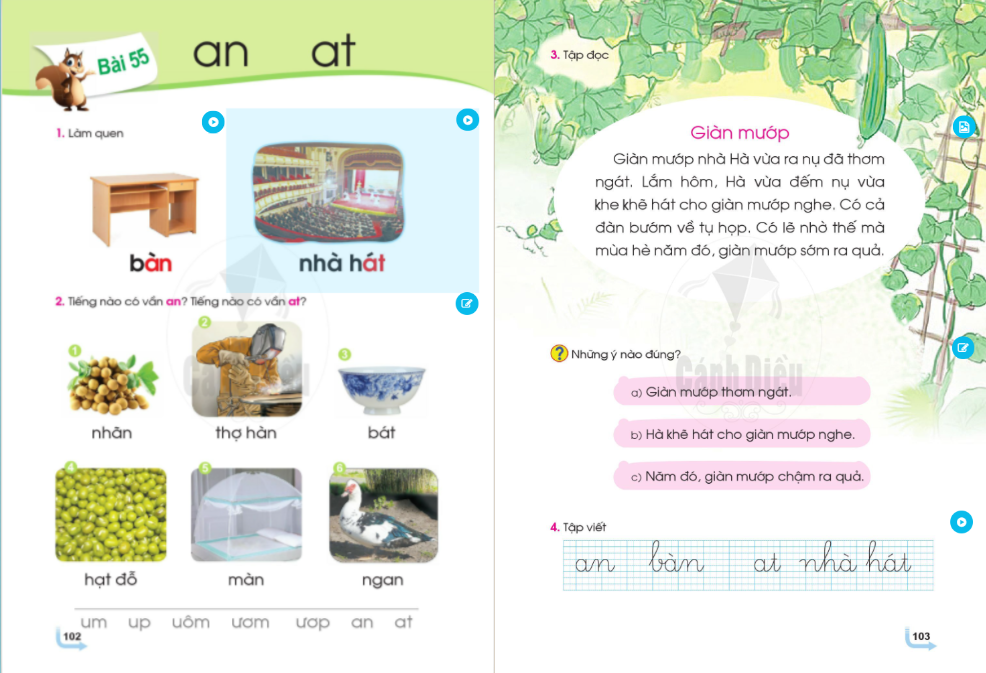 Bài 55
an at
1. Làm quen
bàn
nhà hát
2. Tiếng nào có vần an? Tiếng nào có vần at?
1
2
3
nhãn
thợ hàn
bát
4
5
6
hạt đỗ
màn
ngan
um up uôm ươm ươp an at
102
3. Tập đọc
Giàn mướp
Giàn mướp nhà Hà vừa ra nụ đã thơm
ngát. Lắm hôm, Hà vừa đếm nụ vừa
khe khẽ hát cho giàn mướp nghe. Có cả
đàn bướm về tụ họp. Có lẽ nhờ thế mà
mùa hè năm đó, giàn mướp sớm ra quả.
? Những ý nào đúng?
Cánh Diều
Cánh Diều
a) Giàn mướp thơm ngát.
b) Hà khẽ hát cho giàn mướp nghe.
c) Năm đó, giàn mướp chậm ra quả.
4. Tập viết
an bàn at nhà hát
103